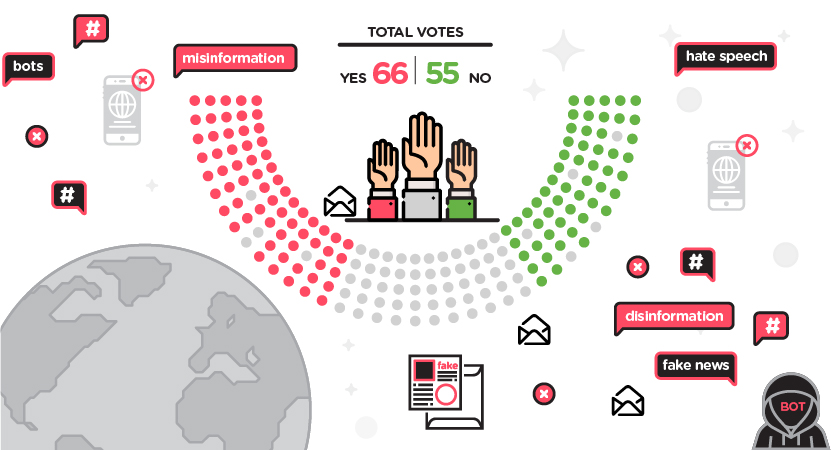 #
TOTAL VOTES
misinformation
hate speech
bots
YES 66 55 NO
#
#
disinformation
#
fake news
fake
BOT